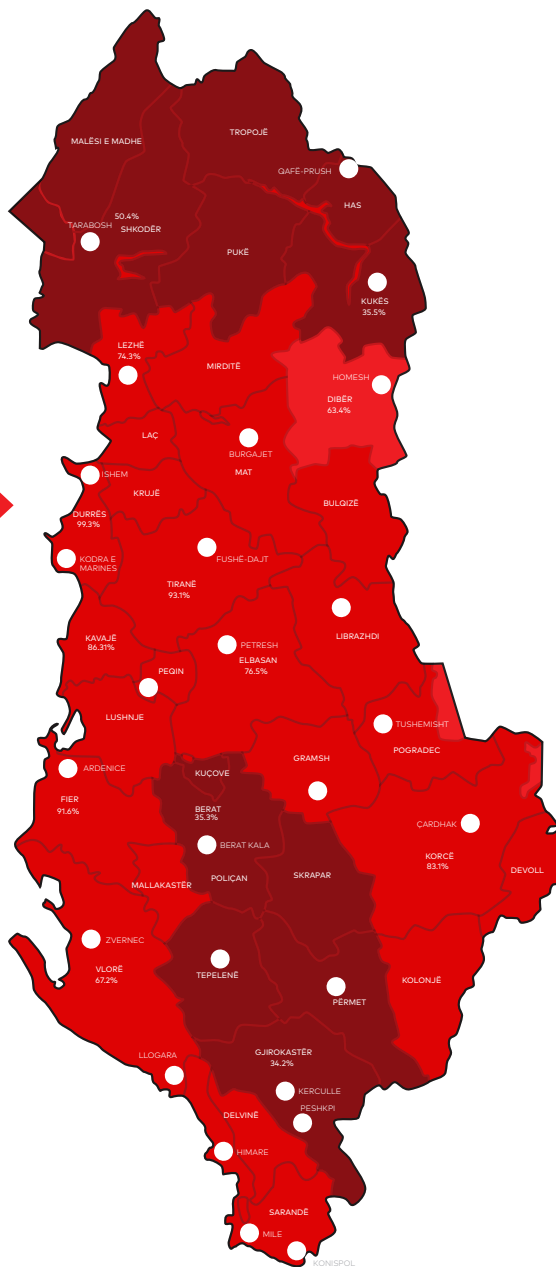 TROPOJË
MALËSI E MADHE
QAFË-PRUSH
HAS
50.4%
TARABOSH
SHKODËR
PUKË
KUKËS
35.5%
LEZHË
74.3%
MIRDITË
HOMESH
DIBËR
63.4%
LAÇ
BURGAJET
MAT
ISHEM
KRUJË
BULQIZË
DURRËS
99.3%
KODRA E
MARINES
FUSHË-DAJT
TIRANË
93.1%
LIBRAZHDI
KAVAJË
86.31%
PETRESH
ELBASAN
76.5%
PEQIN
LUSHNJE
TUSHEMISHT
POGRADEC
GRAMSH
ARDENICE
KUÇOVE
FIER
91.6%
BERAT
35.3%
ÇARDHAK
BERAT KALA
KORCË
83.1%
DEVOLL
SKRAPAR
POLIÇAN
MALLAKASTËR
ZVERNEC
VLORË
67.2%
TEPELENË
KOLONJË
PËRMET
LLOGARA
GJIROKASTËR
34.2%
KERCULLE
PESHKPI
DELVINË
HIMARE
SARANDË
MILE
KONISPOL